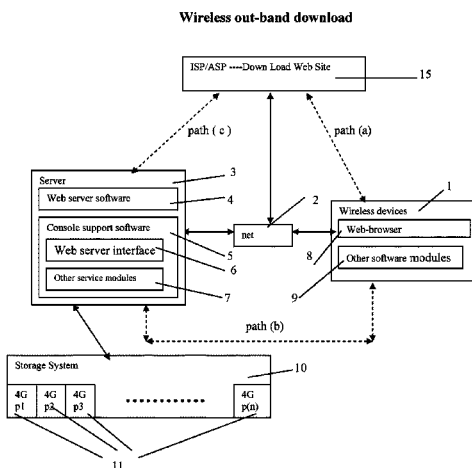 Wireless out-band download
ISP/ASP ----Down Load Web Site
15
path ( c )
path (a)
3
1
Server
Web server software
4
2
Wireless devices
Console support software
5
net
Web-browser
8
Web server interface
6
Other software modules
9
Other service modules
7
path (b)
Storage System
10
4G p1
4G p2
4G p3
4G p(n)
11